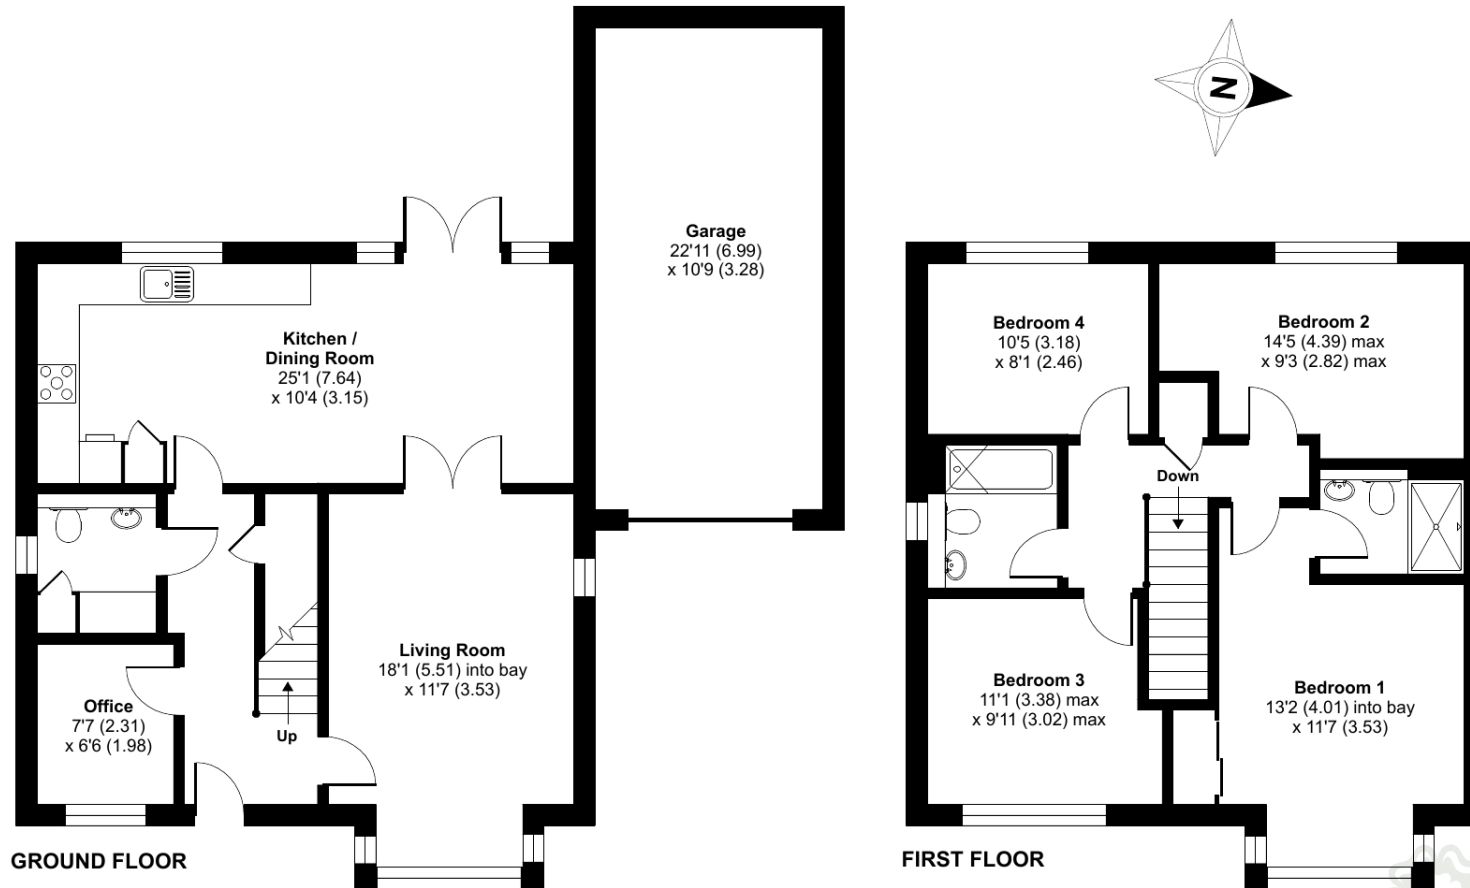 Garage
22'11 (6.99)
x 10'9 (3.28)
N
Kitchen /
Dining Room
25'1 (7.64)
x 10'4 (3.15)
Living Room
18'1 (5.51) into bay
x 11'7 (3.53)
Office
7'7 (2.31)
x 6'6 (1.98)
Up
GROUND FLOOR
Bedroom 4
10'5 (3.18)
x 8'1 (2.46)
Bedroom 2
14'5 (4.39) max
x 9'3 (2.82) max
Down
Bedroom 3
11'1 (3.38) max
x 9'11 (3.02) max
Bedroom 1
13'2 (4.01) into bay
x 11'7 (3.53)
FIRST FLOOR